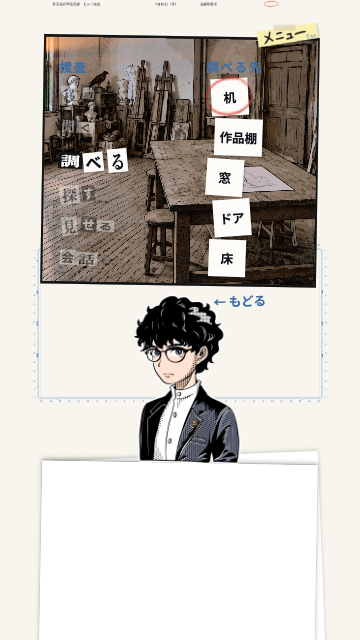 メニュー
捜査
調べる先
移動
聞く
調べる
探す
見せる
会話
机
作品棚
窓
ドア
床
← もどる